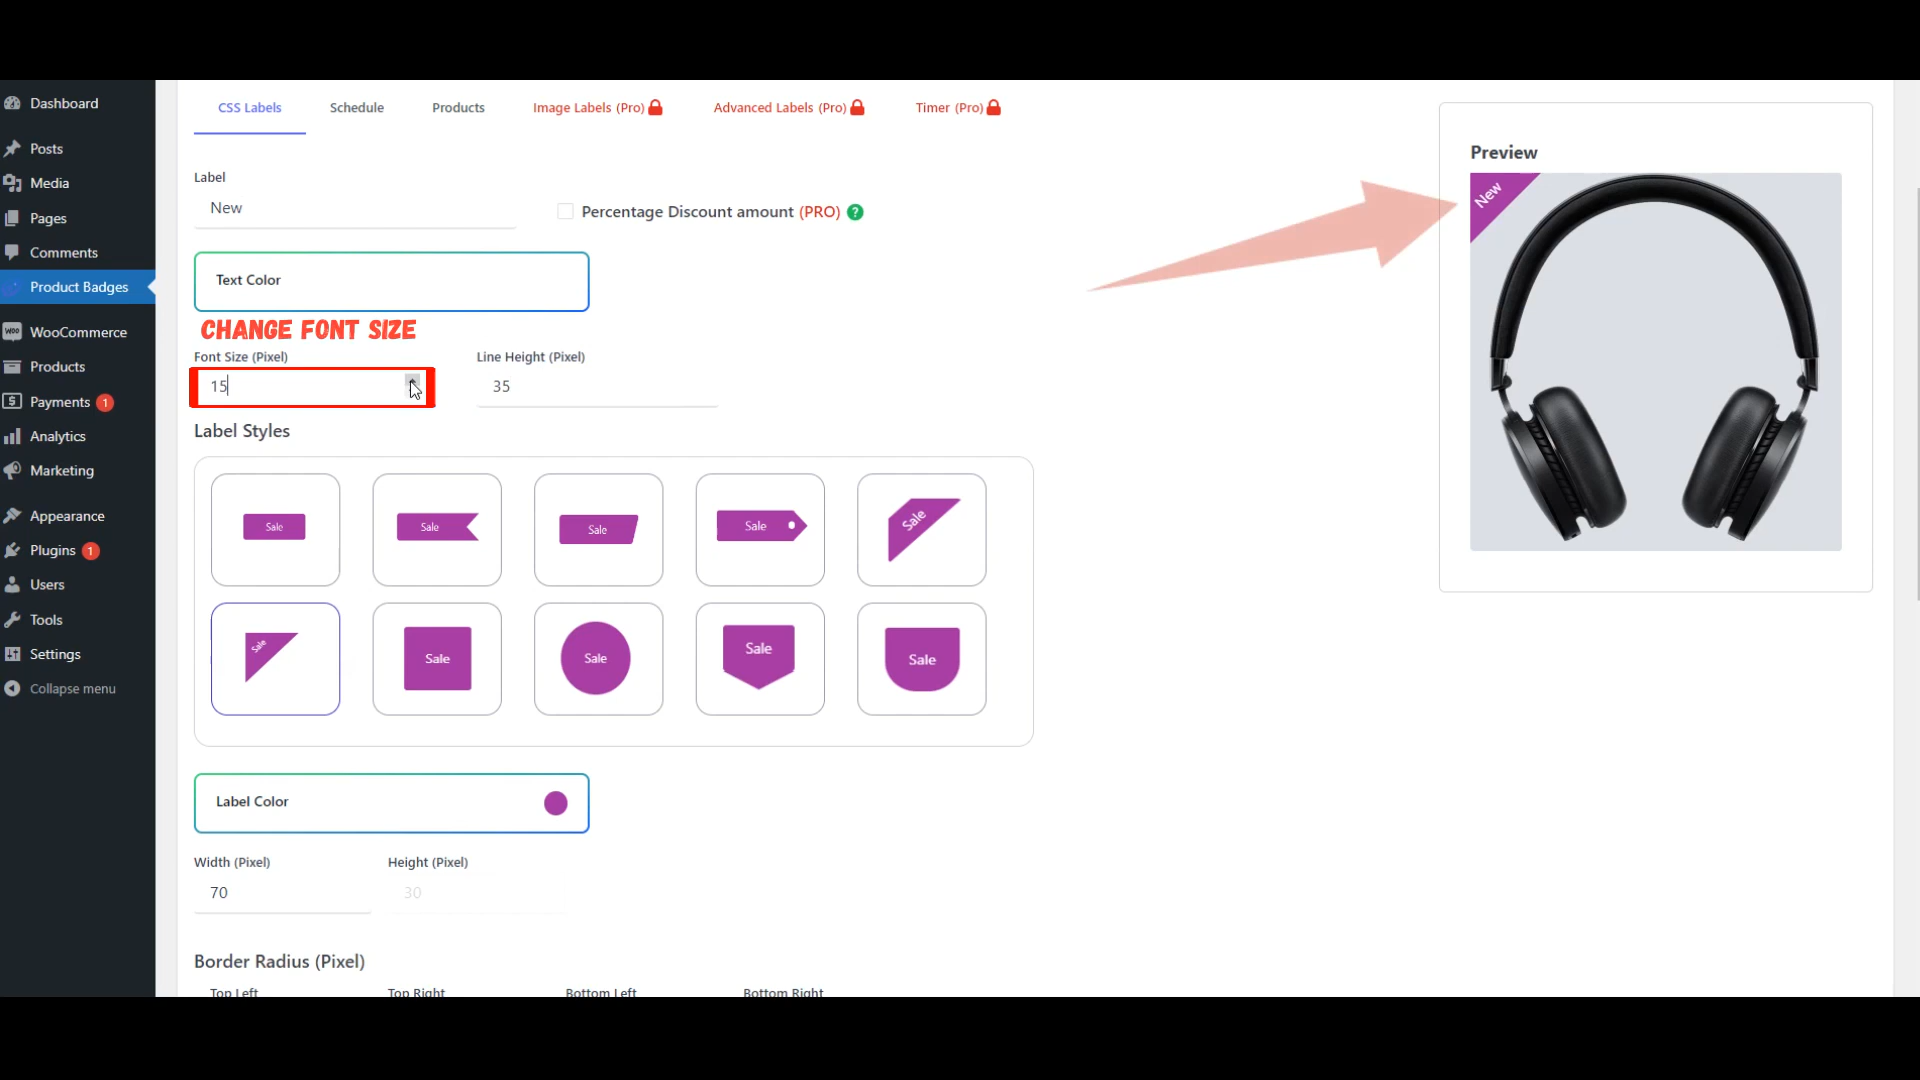 Dashboard
Posts
Media
Pages
Comments
Product Badges
WooCommerce
Products
Payments 1
Analytics
Marketing
Appearance
Plugins 1
Users
Tools
Settings
Collapse menu
CSS Labels Schedule Products Image Labels (Pro) Advanced Labels (Pro) Timer (Pro)
Label
New
Percentage Discount amount (PRO) ?
Text Color
CHANGE FONT SIZE
Font Size (Pixel) Line Height (Pixel)
15 35
Label Styles
Sale Sale Sale Sale Sale
Sale Sale Sale Sale Sale
Label Color
Width (Pixel) Height (Pixel)
70 30
Border Radius (Pixel)
Top Left Top Right Bottom Left Bottom Right
Preview
New